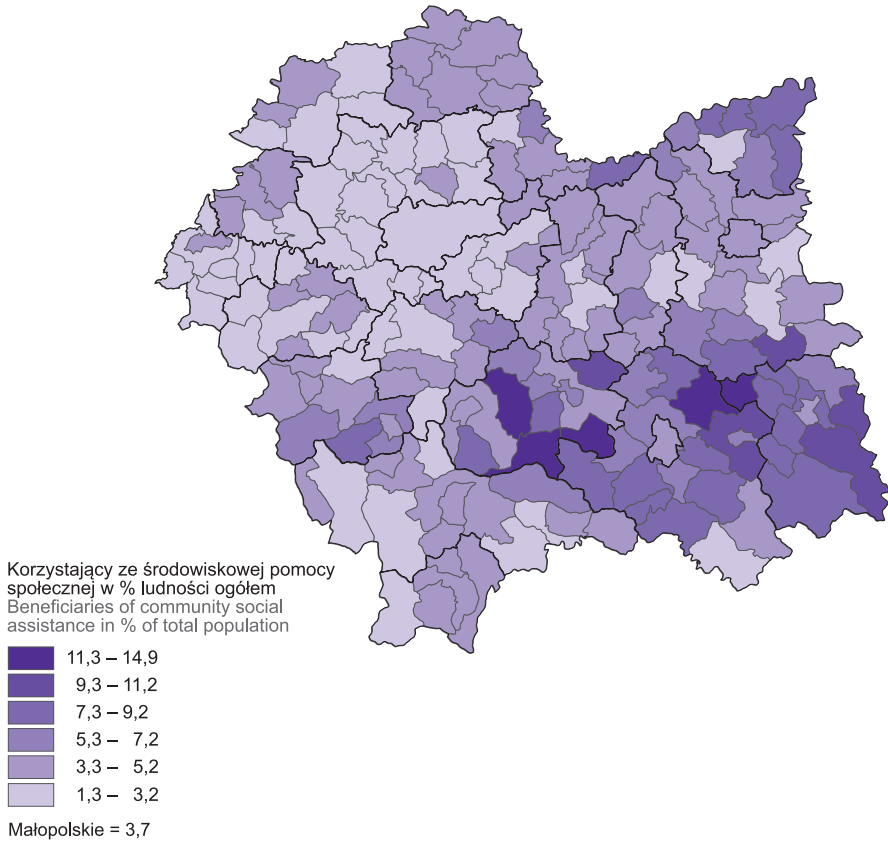 Korzystający ze środowiskowej pomocy
społecznej w % ludności ogółem
Beneficiaries of community social
assistance in % of total population
11,3 – 14,9
9,3 – 11,2
7,3 – 9,2
5,3 – 7,2
3,3 – 5,2
1,3 – 3,2
Małopolskie = 3,7